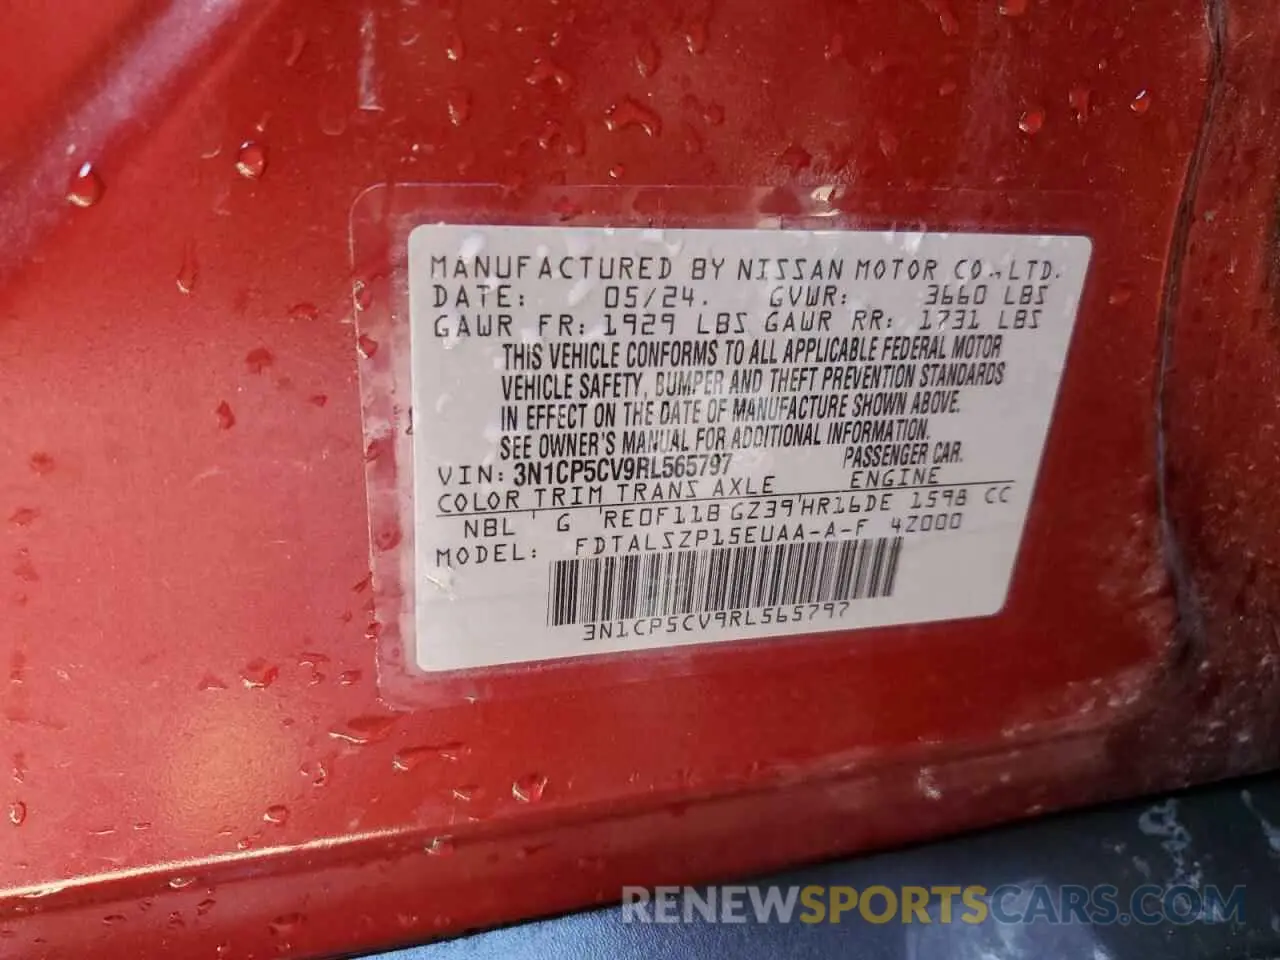 MANUFACTURED BY NISSAN MOTOR CO.,LTD.
DATE: 05/24. GVWR: 3660 LBS
GAWR FR: 1929 LBS GAWR RR: 1731 LBS
THIS VEHICLE CONFORMS TO ALL APPLICABLE FEDERAL MOTOR
VEHICLE SAFETY, BUMPER AND THEFT PREVENTION STANDARDS
IN EFFECT ON THE DATE OF MANUFACTURE SHOWN ABOVE.
SEE OWNER'S MANUAL FOR ADDITIONAL INFORMATION.
VIN: 3N1CP5CV9RL565797 PASSENGER CAR.
COLOR TRIM TRANS AXLE ENGINE
NBL ' G 'RE0F11B GZ39'HR16DE 1598 CC
MODEL: FDTALSZP15EUAA-A-F 4Z000
3N1CP5CV9RL565797
RENEWSPORTSCARS.COM